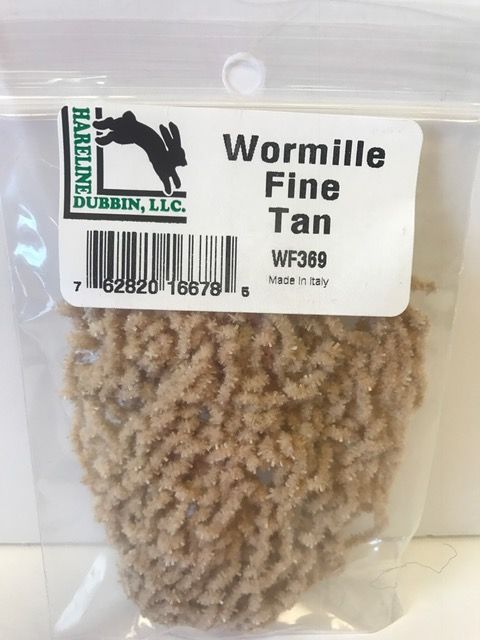 HARELINE
DUBBIN, LLC.
Wormille
Fine
Tan
WF369
Made in Italy
7 62820 16678 5